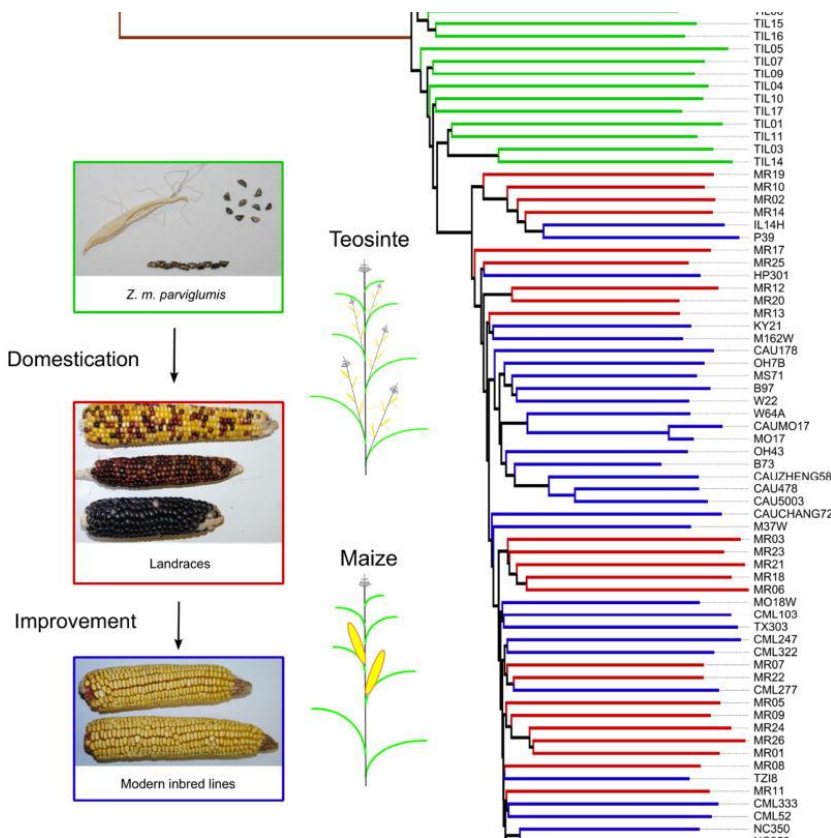 Z. m. parviglumis
Domestication
Landraces
Improvement
Modern inbred lines
Teosinte
Maize
TIL15
TIL16
TIL05
TIL07
TIL09
TIL04
TIL10
TIL17
TIL01
TIL11
TIL03
TIL14
MR19
MR10
MR02
MR14
IL14H
P39
MR17
MR25
HP301
MR12
MR20
MR13
KY21
M162W
CAU178
OH7B
MS71
B97
W22
W64A
CAUMO17
MO17
OH43
B73
CAUZHENG58
CAU478
CAU5003
CAUCHANG72
M37W
MR03
MR23
MR21
MR18
MR06
MO18W
CML103
TX303
CML247
CML322
MR07
MR22
CML277
MR05
MR09
MR24
MR26
MR01
MR08
TZI8
MR11
CML333
CML52
NC350